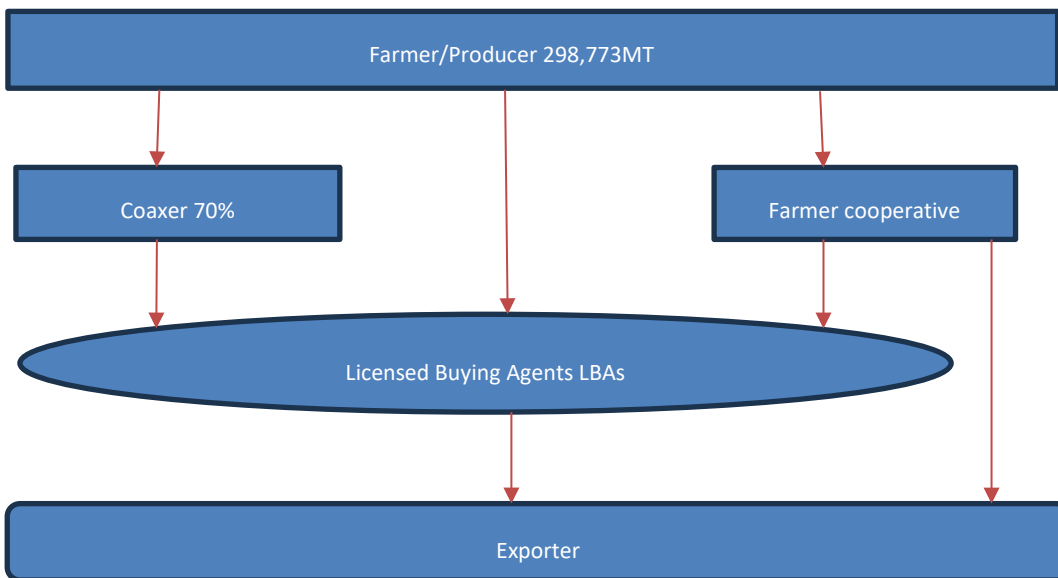 Farmer/Producer 298,773MT
Coaxer 70%
Farmer cooperative
Licensed Buying Agents LBAs
Exporter